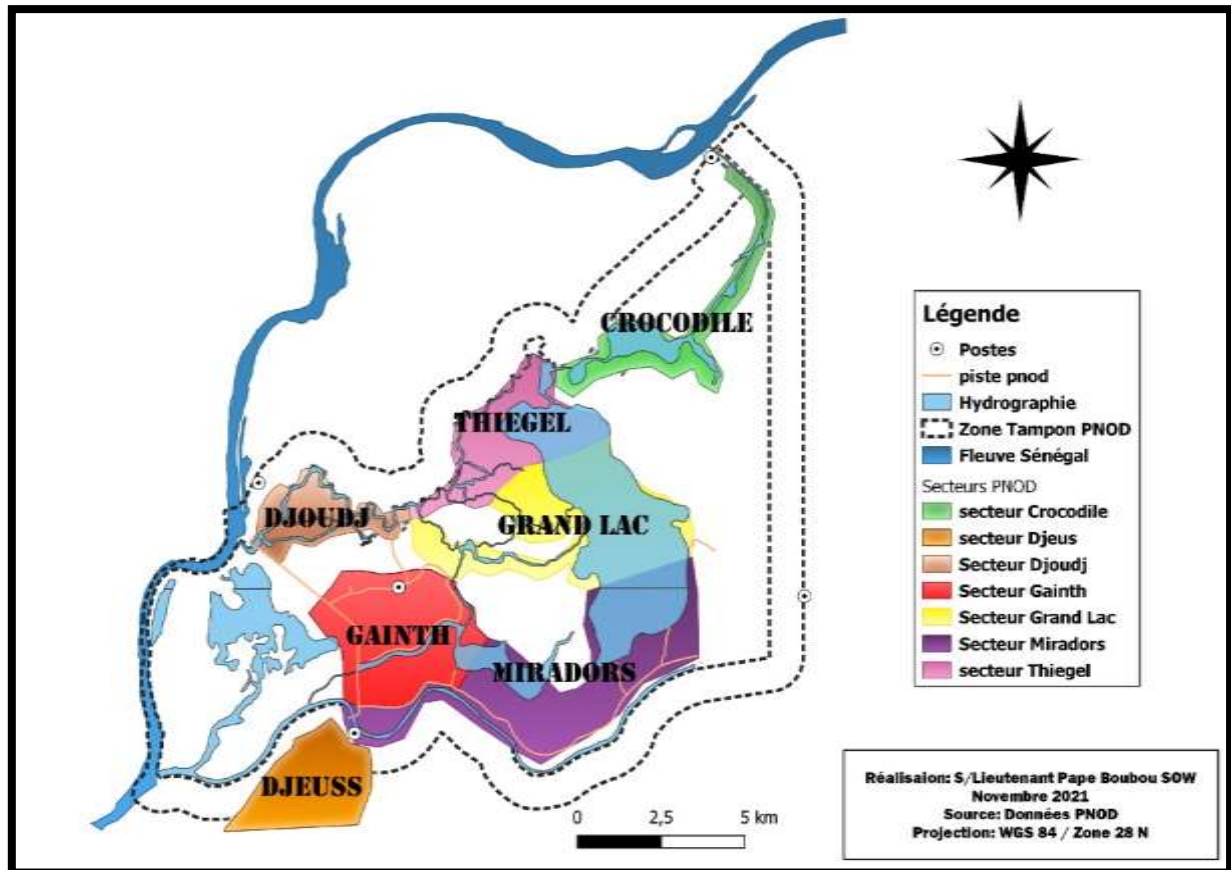 CROCODILE
THIEGEL
DJOUDJ
GRAND LAC
GAINTH
MIRADORS
DJEUSS
0 2,5 5 km
Légende
Postes
piste pnod
Hydrographie
Zone Tampon PNOD
Fleuve Sénégal
Secteurs PNOD
secteur Crocodile
secteur Djeus
Secteur Djoudj
Secteur Gainth
Secteur Grand Lac
Secteur Miradors
secteur Thiegel
Réalisaion: S/Lieutenant Pape Boubou SOW
Novembre 2021
Source: Données PNOD
Projection: WGS 84 / Zone 28 N